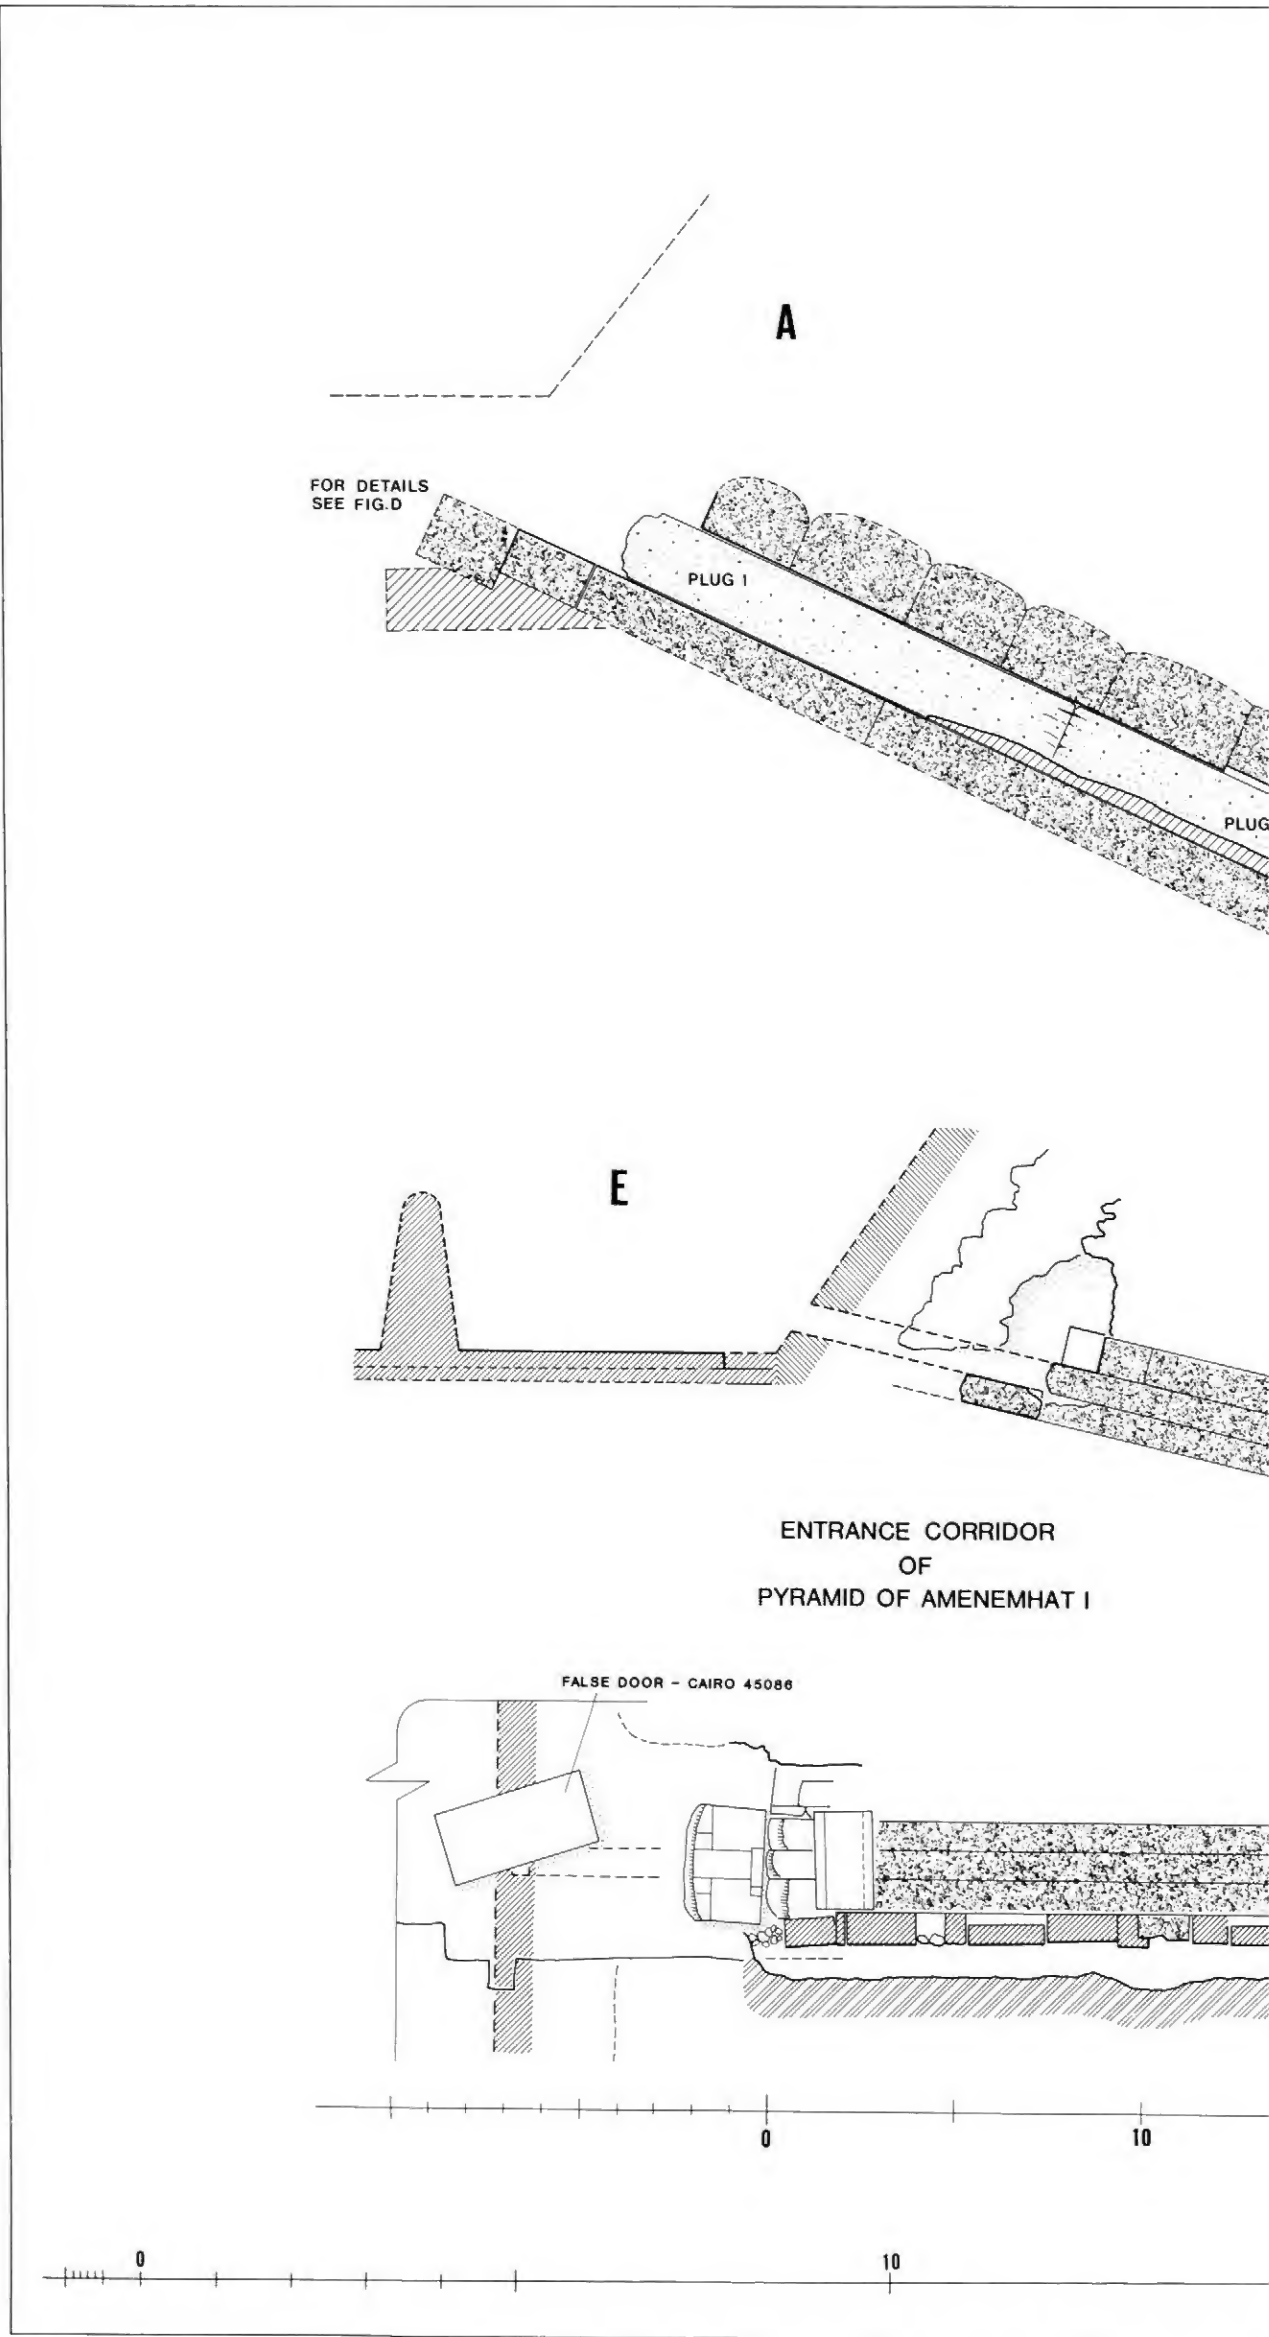 A
FOR DETAILS
SEE FIG.D
PLUG I
PLUG
E
ENTRANCE CORRIDOR
OF
PYRAMID OF AMENEMHAT I
FALSE DOOR - CAIRO 45086
0
10
0
10